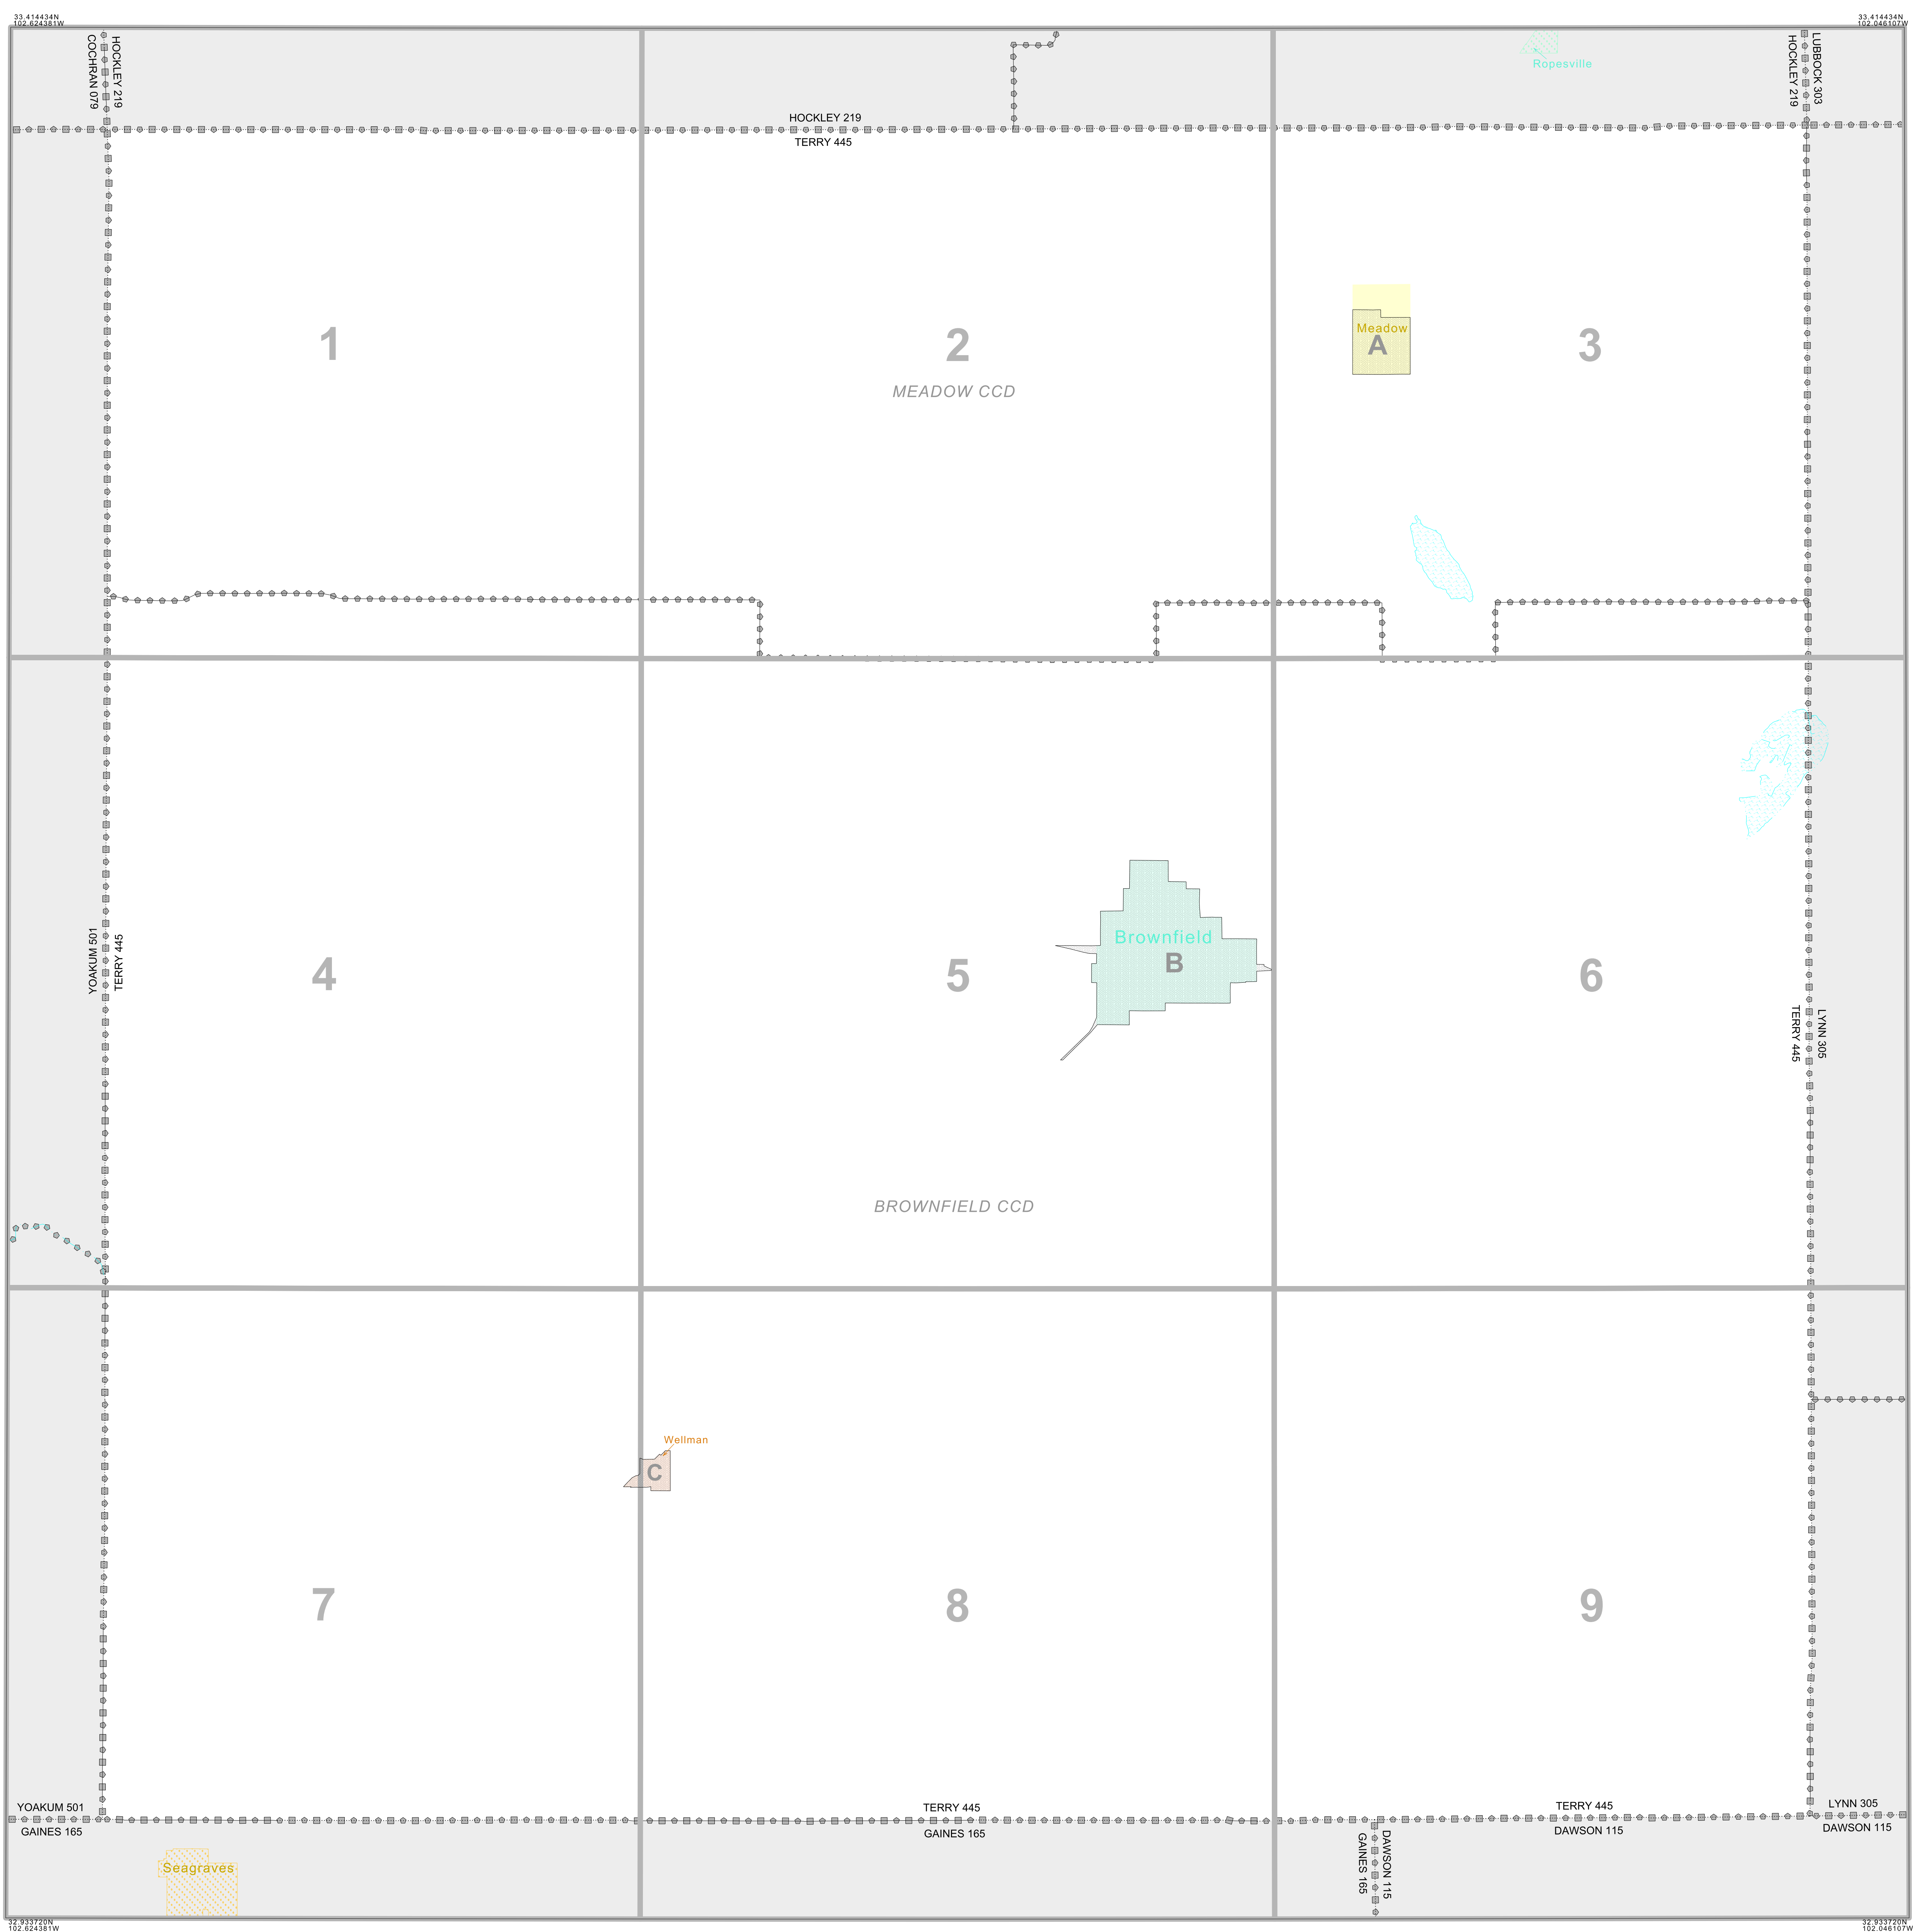 33.414434N
102.624381W
33.414434N
102.046107W
COCHRAN 079
HOCKLEY 219
HOCKLEY 219
LUBBOCK 303
Ropesville
HOCKLEY 219
TERRY 445
1
2
3
Meadow
A
MEADOW CCD
4
5
6
Brownfield
B
YOAKUM 501
TERRY 445
TERRY 445
LYNN 305
BROWNFIELD CCD
Wellman
C
7
8
9
YOAKUM 501
GAINES 165
TERRY 445
GAINES 165
TERRY 445
DAWSON 115
LYNN 305
DAWSON 115
GAINES 165
DAWSON 115
Seagraves
32.933720N
102.624381W
32.933720N
102.046107W